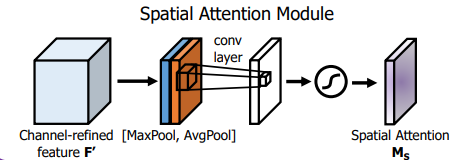 Spatial Attention Module
conv
layer
Channel-refined
feature F'
[MaxPool, AvgPool]
Spatial Attention
Ms